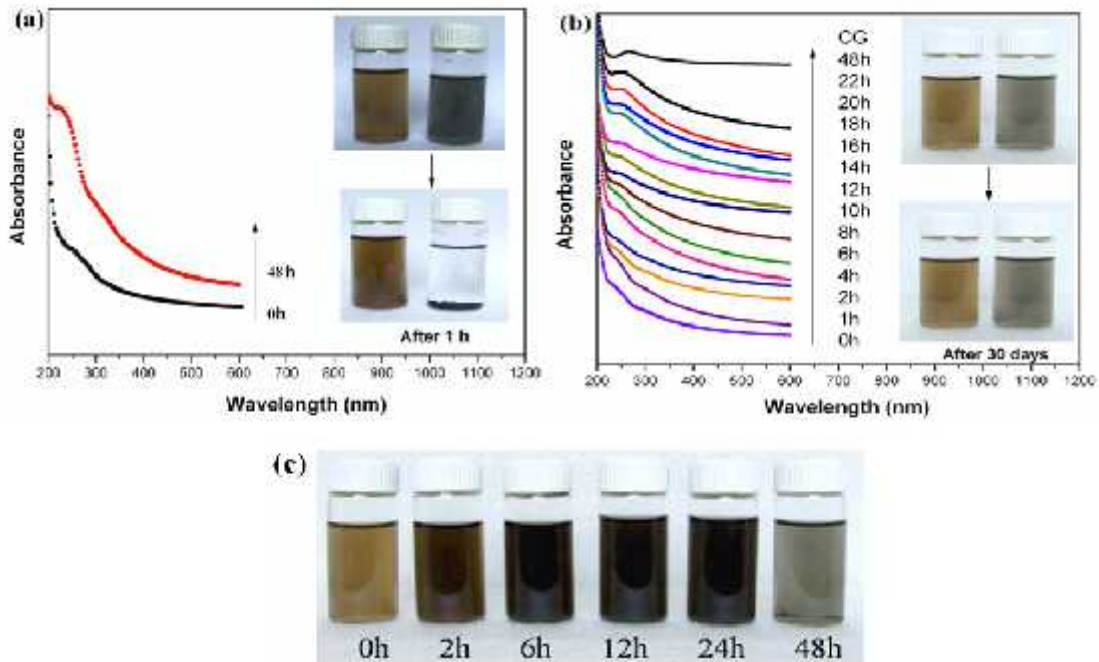 (a)
Absorbance
48h
0h
After 1 h
200 300 400 500 600 700 800 900 1000 1100 1200
Wavelength (nm)
(b)
Absorbance
CG
48h
22h
20h
18h
16h
14h
12h
10h
8h
6h
4h
2h
1h
0h
After 30 days
200 300 400 500 600 700 800 900 1000 1100 1200
Wavelength (nm)
(c)
0h 2h 6h 12h 24h 48h